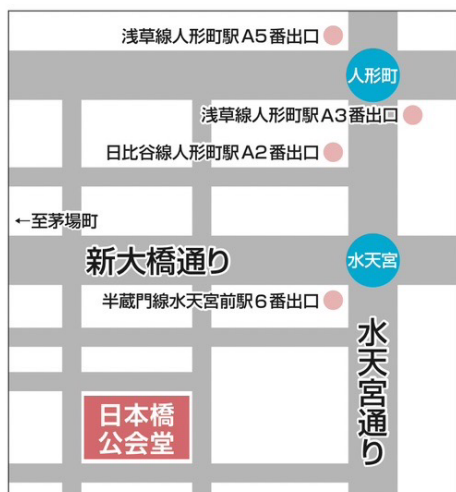 浅草線人形町駅A5番出口
人形町
浅草線人形町駅A3番出口
日比谷線人形町駅A2番出口
←至茅場町
新大橋通り
水天宮
半蔵門線水天宮前駅6番出口
水天宮通り
日本橋
公会堂